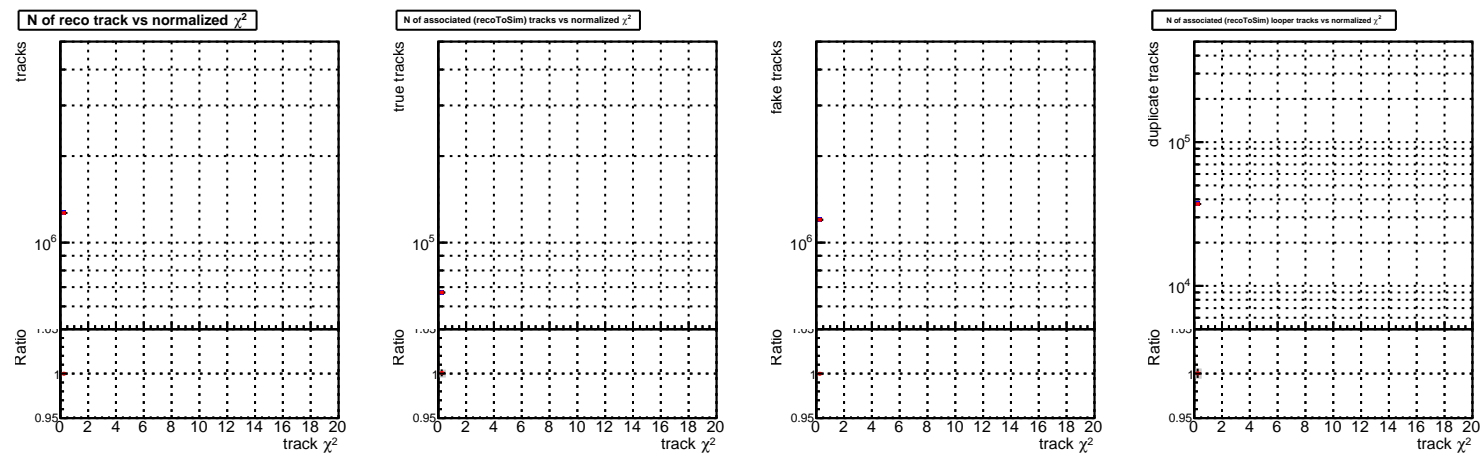 N of reco track vs normalized χ²
tracks
10⁶
Ratio
1
0.95
0 2 4 6 8 10 12 14 16 18 20
track χ²
N of associated (recoToSim) tracks vs normalized χ²
true tracks
10⁵
Ratio
1
0.95
0 2 4 6 8 10 12 14 16 18 20
track χ²
fake tracks
10⁶
Ratio
1
0.95
0 2 4 6 8 10 12 14 16 18 20
track χ²
N of associated (recoToSim) looper tracks vs normalized χ²
duplicate tracks
10⁵
10⁴
Ratio
1
0.95
0 2 4 6 8 10 12 14 16 18 20
track χ²